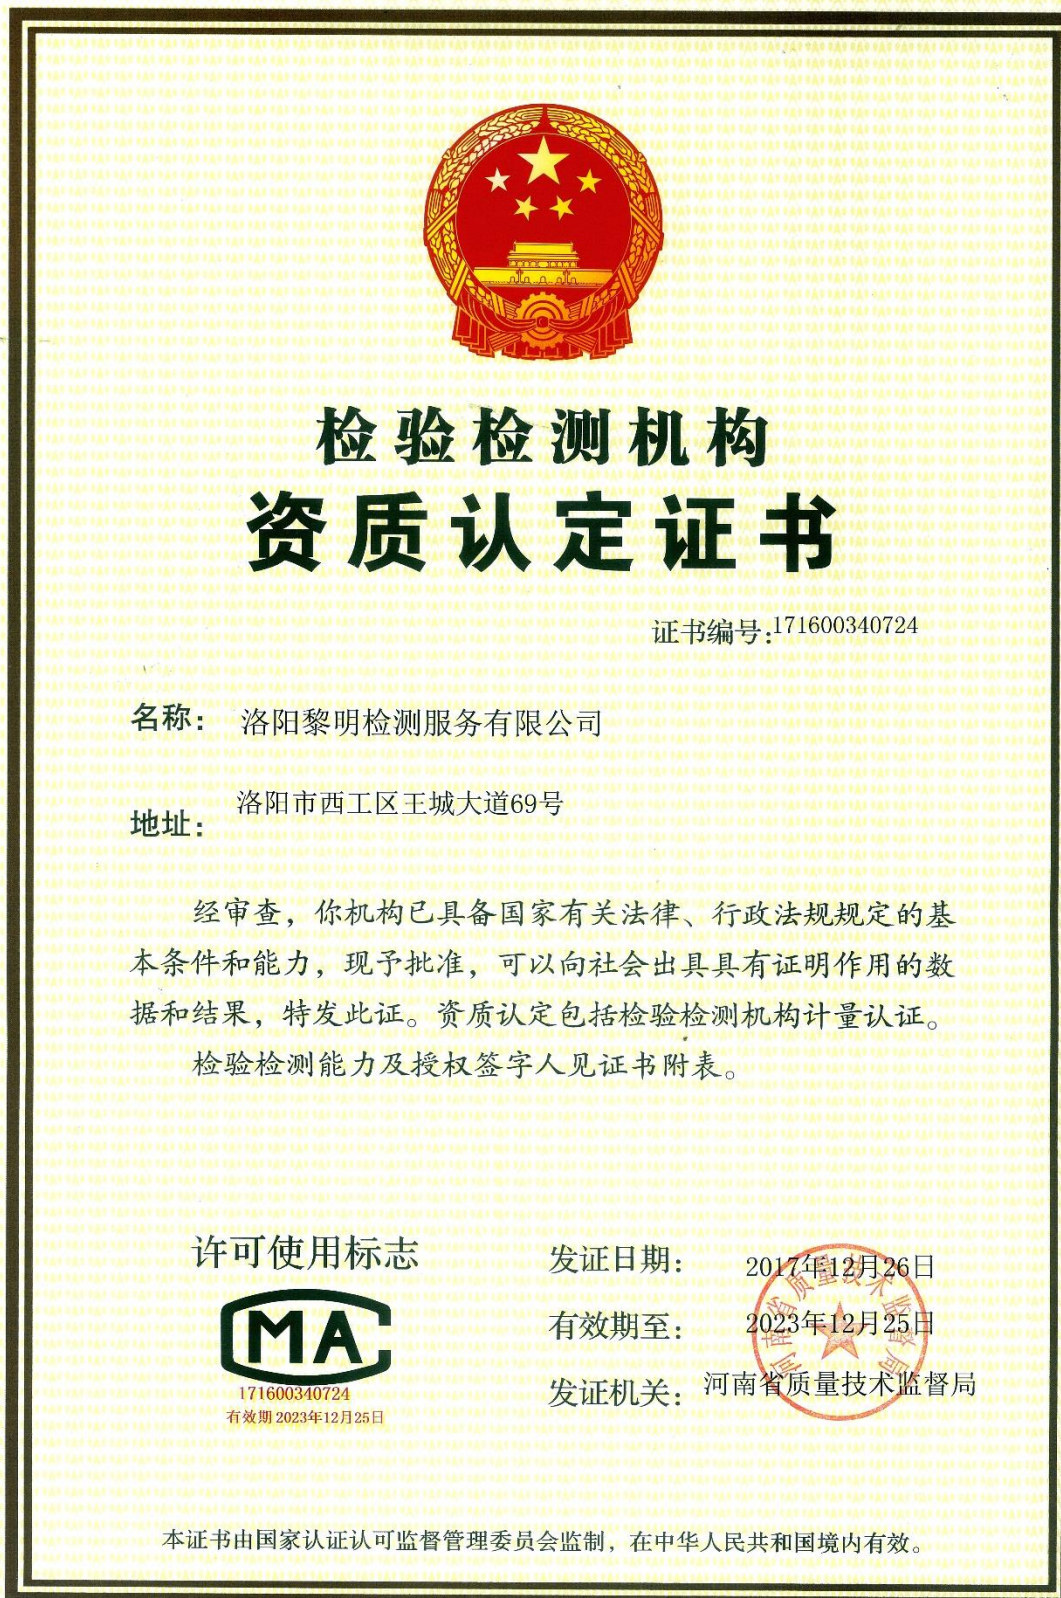 检验检测机构
资质认定证书
证书编号:171600340724
名称: 洛阳黎明检测服务有限公司
地址: 洛阳市西工区王城大道69号
经审查，你机构已具备国家有关法律、行政法规规定的基
本条件和能力，现予批准，可以向社会出具具有证明作用的数
据和结果，特发此证。资质认定包括检验检测机构计量认证。
检验检测能力及授权签字人见证书附表。
许可使用标志
MA
171600340724
有效期2023年12月25日
发证日期: 2017年12月26日
有效期至: 2023年12月25日
发证机关: 河南省质量技术监督局
河南省质量技术监督局
本证书由国家认证认可监督管理委员会监制，在中华人民共和国境内有效。